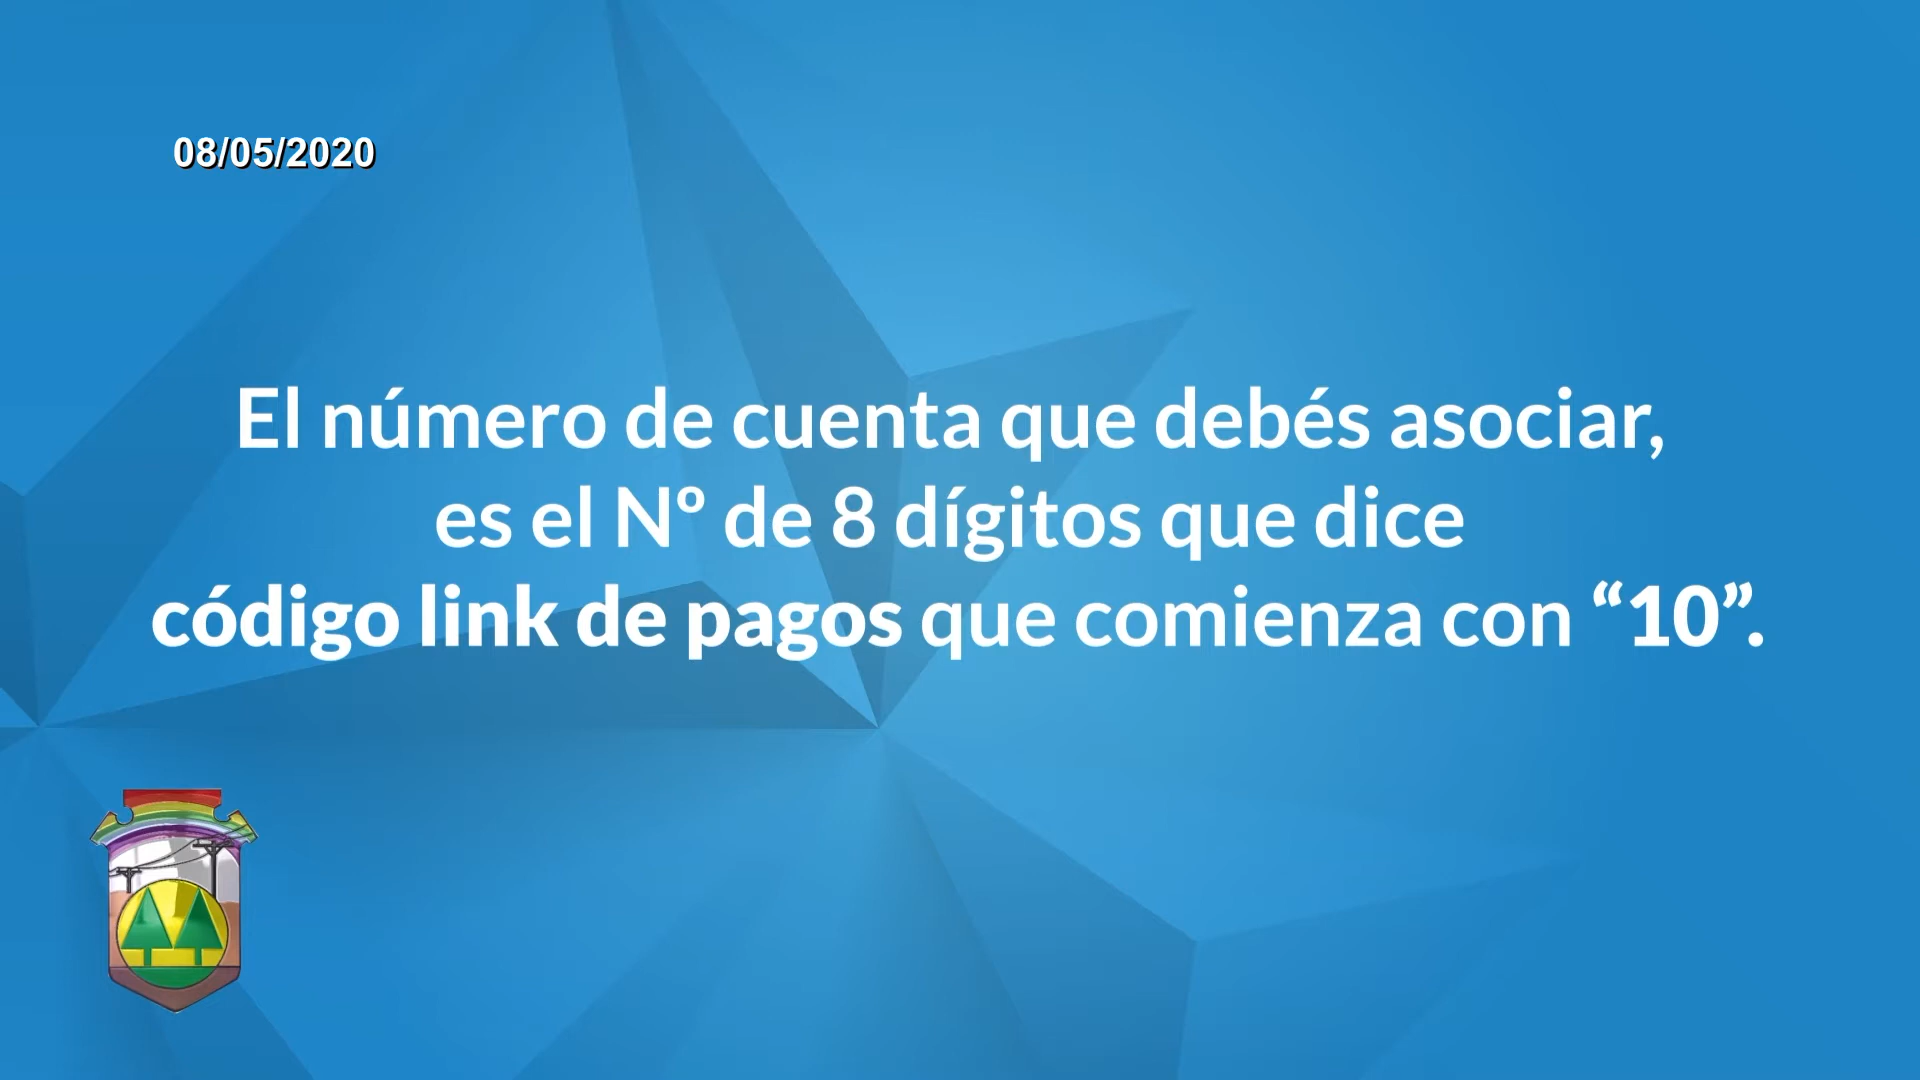 08/05/2020
El número de cuenta que debés asociar,
es el Nº de 8 dígitos que dice
código link de pagos que comienza con “10”.